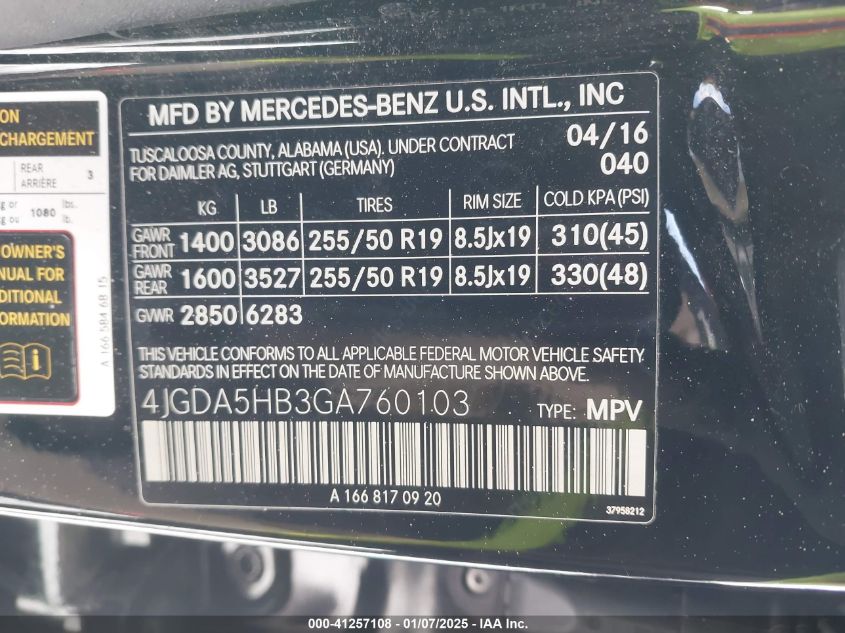 MFD BY MERCEDES-BENZ U.S. INTL., INC
TUSCALOOSA COUNTY, ALABAMA (USA). UNDER CONTRACT 04/16
FOR DAIMLER AG, STUTTGART (GERMANY) 040
KG LB TIRES RIM SIZE COLD KPA(PSI)
GAWR FRONT 1400 3086 255/50 R19 8.5Jx19 310(45)
GAWR REAR 1600 3527 255/50 R19 8.5Jx19 330(48)
GVWR 2850 6283
THIS VEHICLE CONFORMS TO ALL APPLICABLE FEDERAL MOTOR VEHICLE SAFETY
STANDARDS IN EFFECT ON THE DATE OF MANUFACTURE SHOWN ABOVE.
4JGDA5HB3GA760103 TYPE: MPV
A 166 817 09 20
37958212
CHARGEMENT
REAR
ARRIÈRE 3
1080 lbs.
lb.
OWNER'S
FOR
A 166 584 68 15
000-41257108 - 01/07/2025 - IAA Inc.